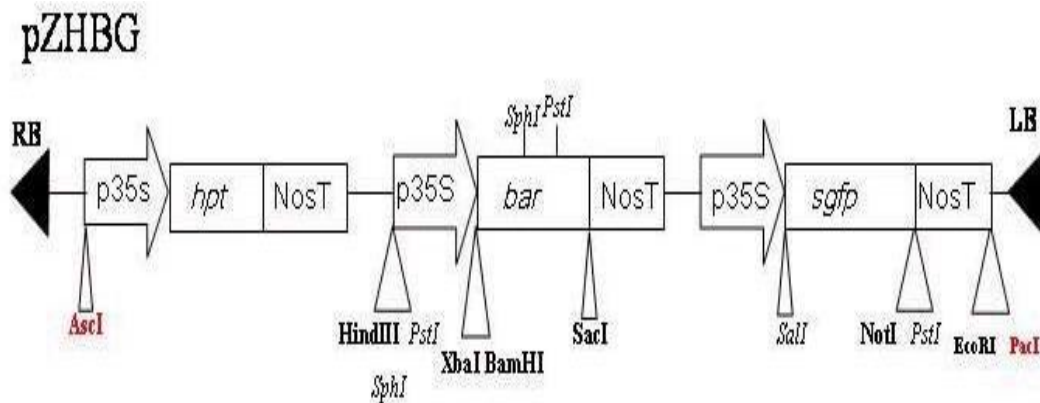 pZHBG
SphI PstI
RB LB
p35s hpt NosT p35S bar NosT p35S sgfp NosT
AscI HindIII PstI SacI SalI NotI PstI EcoRI PacI
XbaI BamHI
SphI